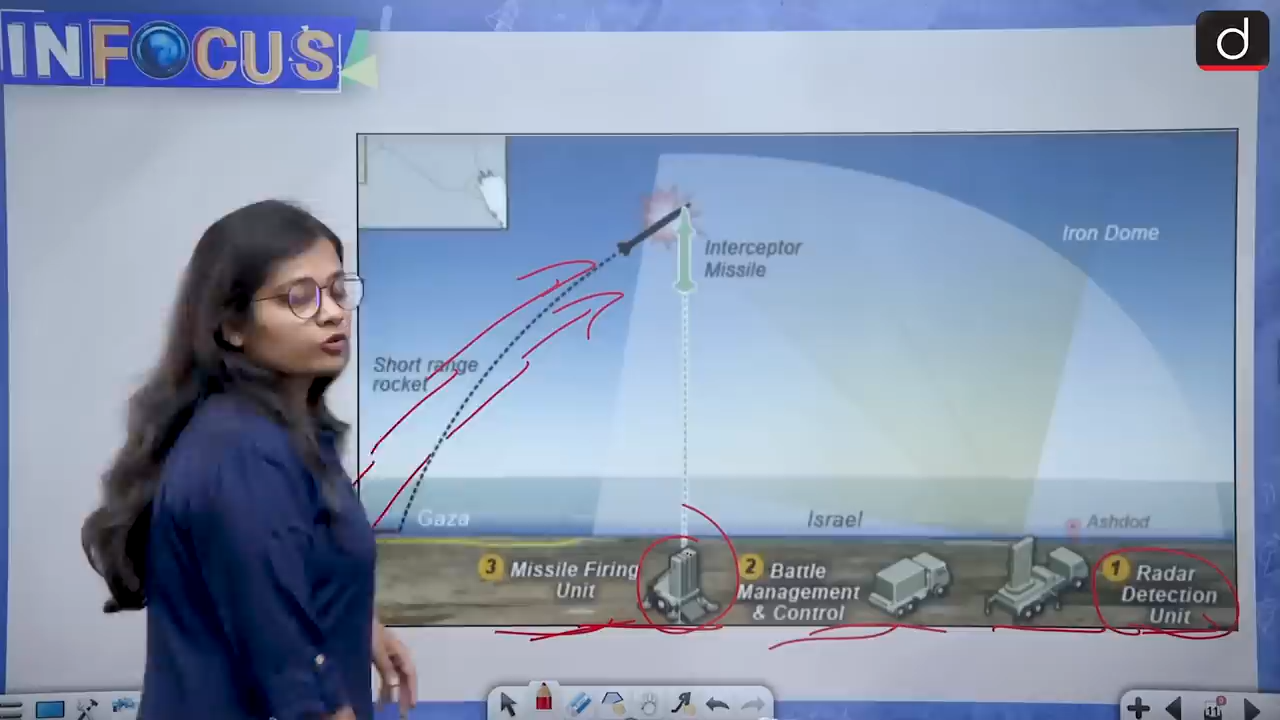 INFOCUS
d
Iron Dome
Interceptor
Missile
Short range
rocket
Gaza
Israel
Ashdod
3 Missile Firing
Unit
2 Battle
Management
& Control
1 Radar
Detection
Unit
11